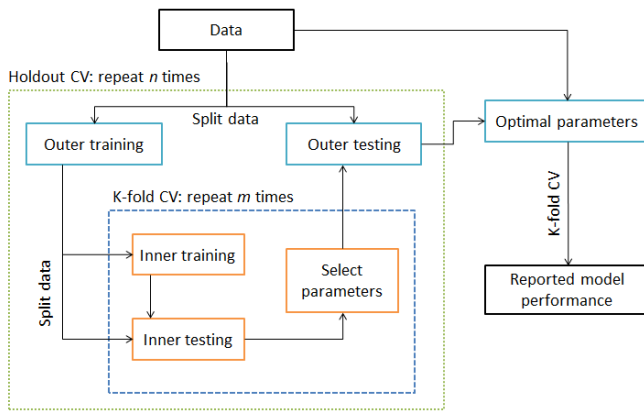 Data
Holdout CV: repeat n times
Split data
Outer training
Outer testing
Optimal parameters
K-fold CV: repeat m times
K-fold CV
Inner training
Select
parameters
Split data
Inner testing
Reported model
performance